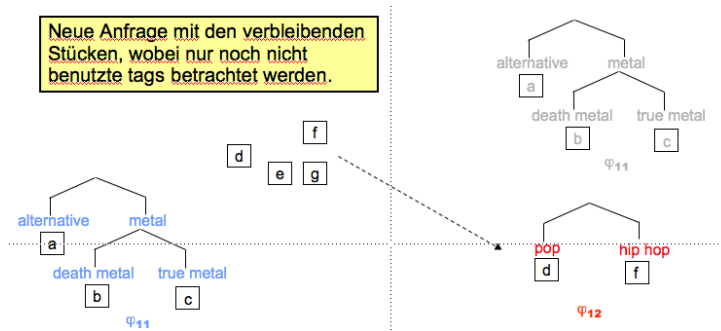 Neue Anfrage mit den verbleibenden
Stücken, wobei nur noch nicht
benutzte tags betrachtet werden.
alternative metal
a
death metal true metal
b c
φ11
f
d
e g
alternative metal
a
death metal true metal
b c
φ11
pop hip hop
d f
φ12